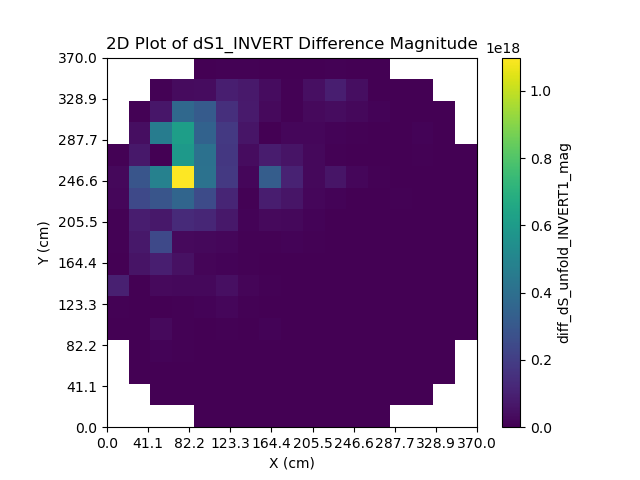 2D Plot of dS1_INVERT Difference Magnitude
1e18
370.0
328.9
287.7
246.6
205.5
164.4
123.3
82.2
41.1
0.0
Y (cm)
0.0 41.1 82.2 123.3 164.4 205.5 246.6 287.7 328.9 370.0
X (cm)
1.0
0.8
0.6
0.4
0.2
0.0
diff_dS_unfold_INVERT1_mag